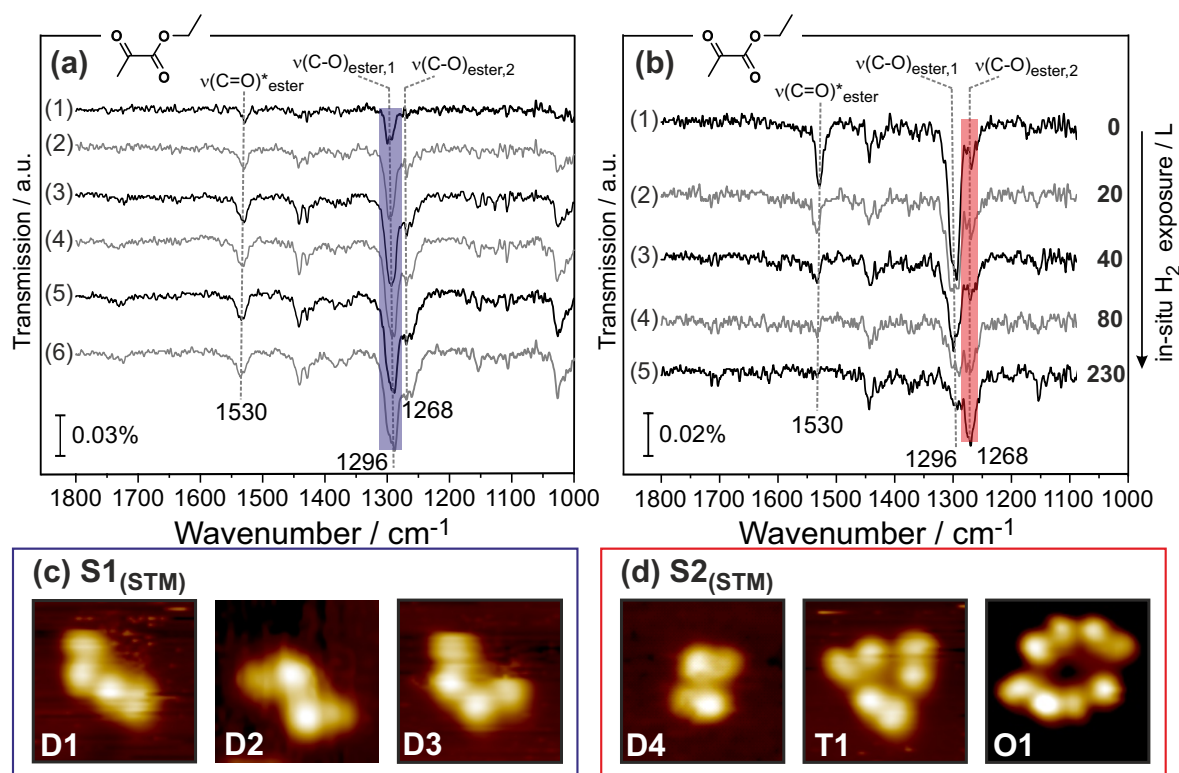 (a)
O
O
O
ν(C=O)*ester
ν(C-O)ester,1
ν(C-O)ester,2
(1)
(2)
(3)
(4)
(5)
(6)
Transmission / a.u.
0.03%
1530
1296
1268
1800 1700 1600 1500 1400 1300 1200 1100 1000
Wavenumber / cm-1
(b)
O
O
O
ν(C=O)*ester
ν(C-O)ester,1
ν(C-O)ester,2
(1) 0
(2) 20
(3) 40
(4) 80
(5) 230
Transmission / a.u.
in-situ H2 exposure / L
0.02%
1530
1296
1268
1800 1700 1600 1500 1400 1300 1200 1100 1000
Wavenumber / cm-1
(c) S1(STM)
D1
D2
D3
(d) S2(STM)
D4
T1
O1